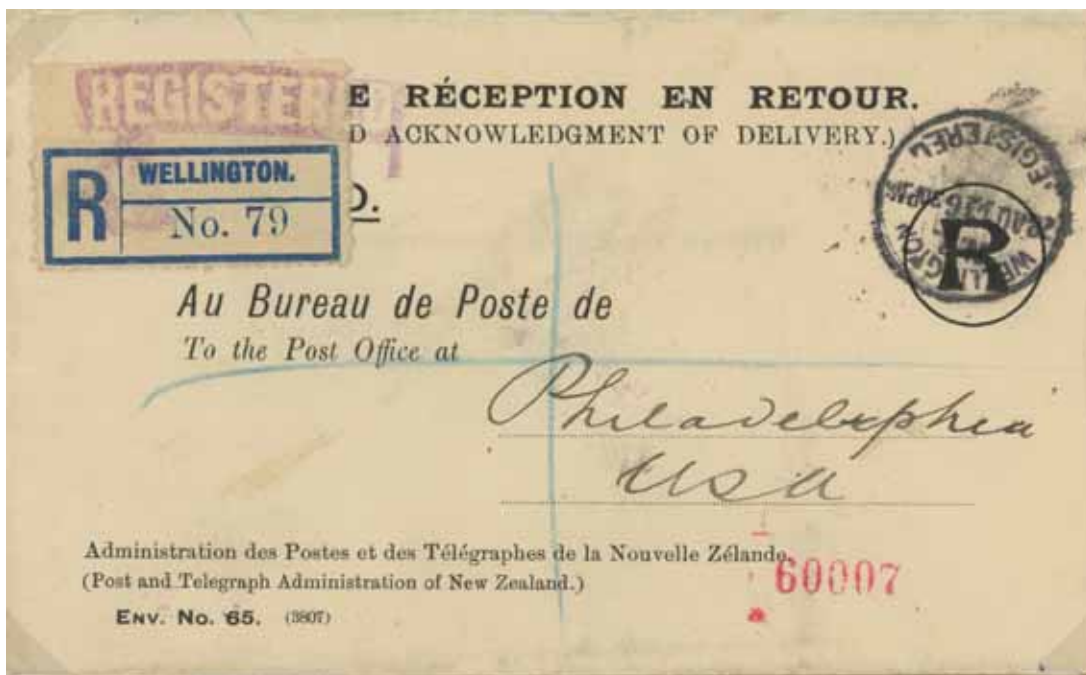 REGISTERED
E RÉCEPTION EN RETOUR.
D ACKNOWLEDGMENT OF DELIVERY.)
R WELLINGTON.
No. 79
D.
REGISTERED
WELLINGTON
R
Au Bureau de Poste de
To the Post Office at
Philadelphia
USA
Administration des Postes et des Télégraphes de la Nouvelle Zélande.
(Post and Telegraph Administration of New Zealand.)
60007
ENV. No. 65. (3807)